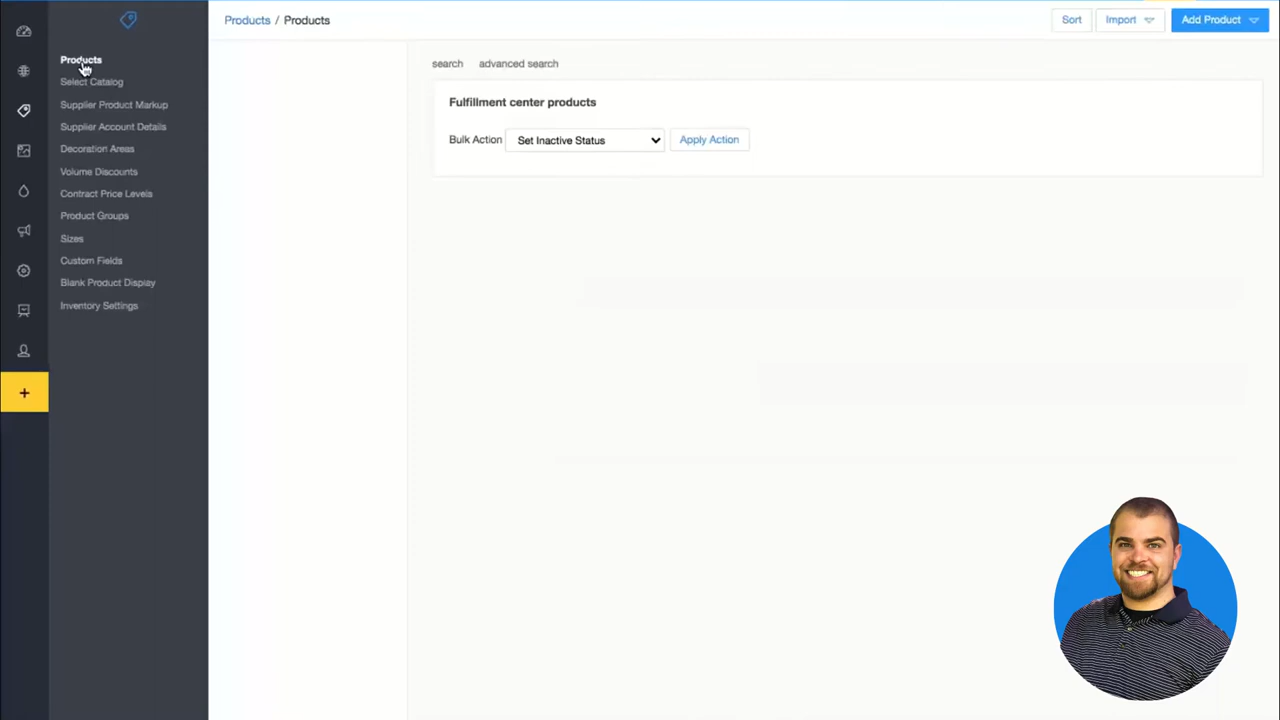 Products
Select Catalog
Supplier Product Markup
Supplier Account Details
Decoration Areas
Volume Discounts
Contract Price Levels
Product Groups
Sizes
Custom Fields
Blank Product Display
Inventory Settings
Products / Products
Sort Import Add Product
search advanced search
Fulfillment center products
Bulk Action Set Inactive Status Apply Action